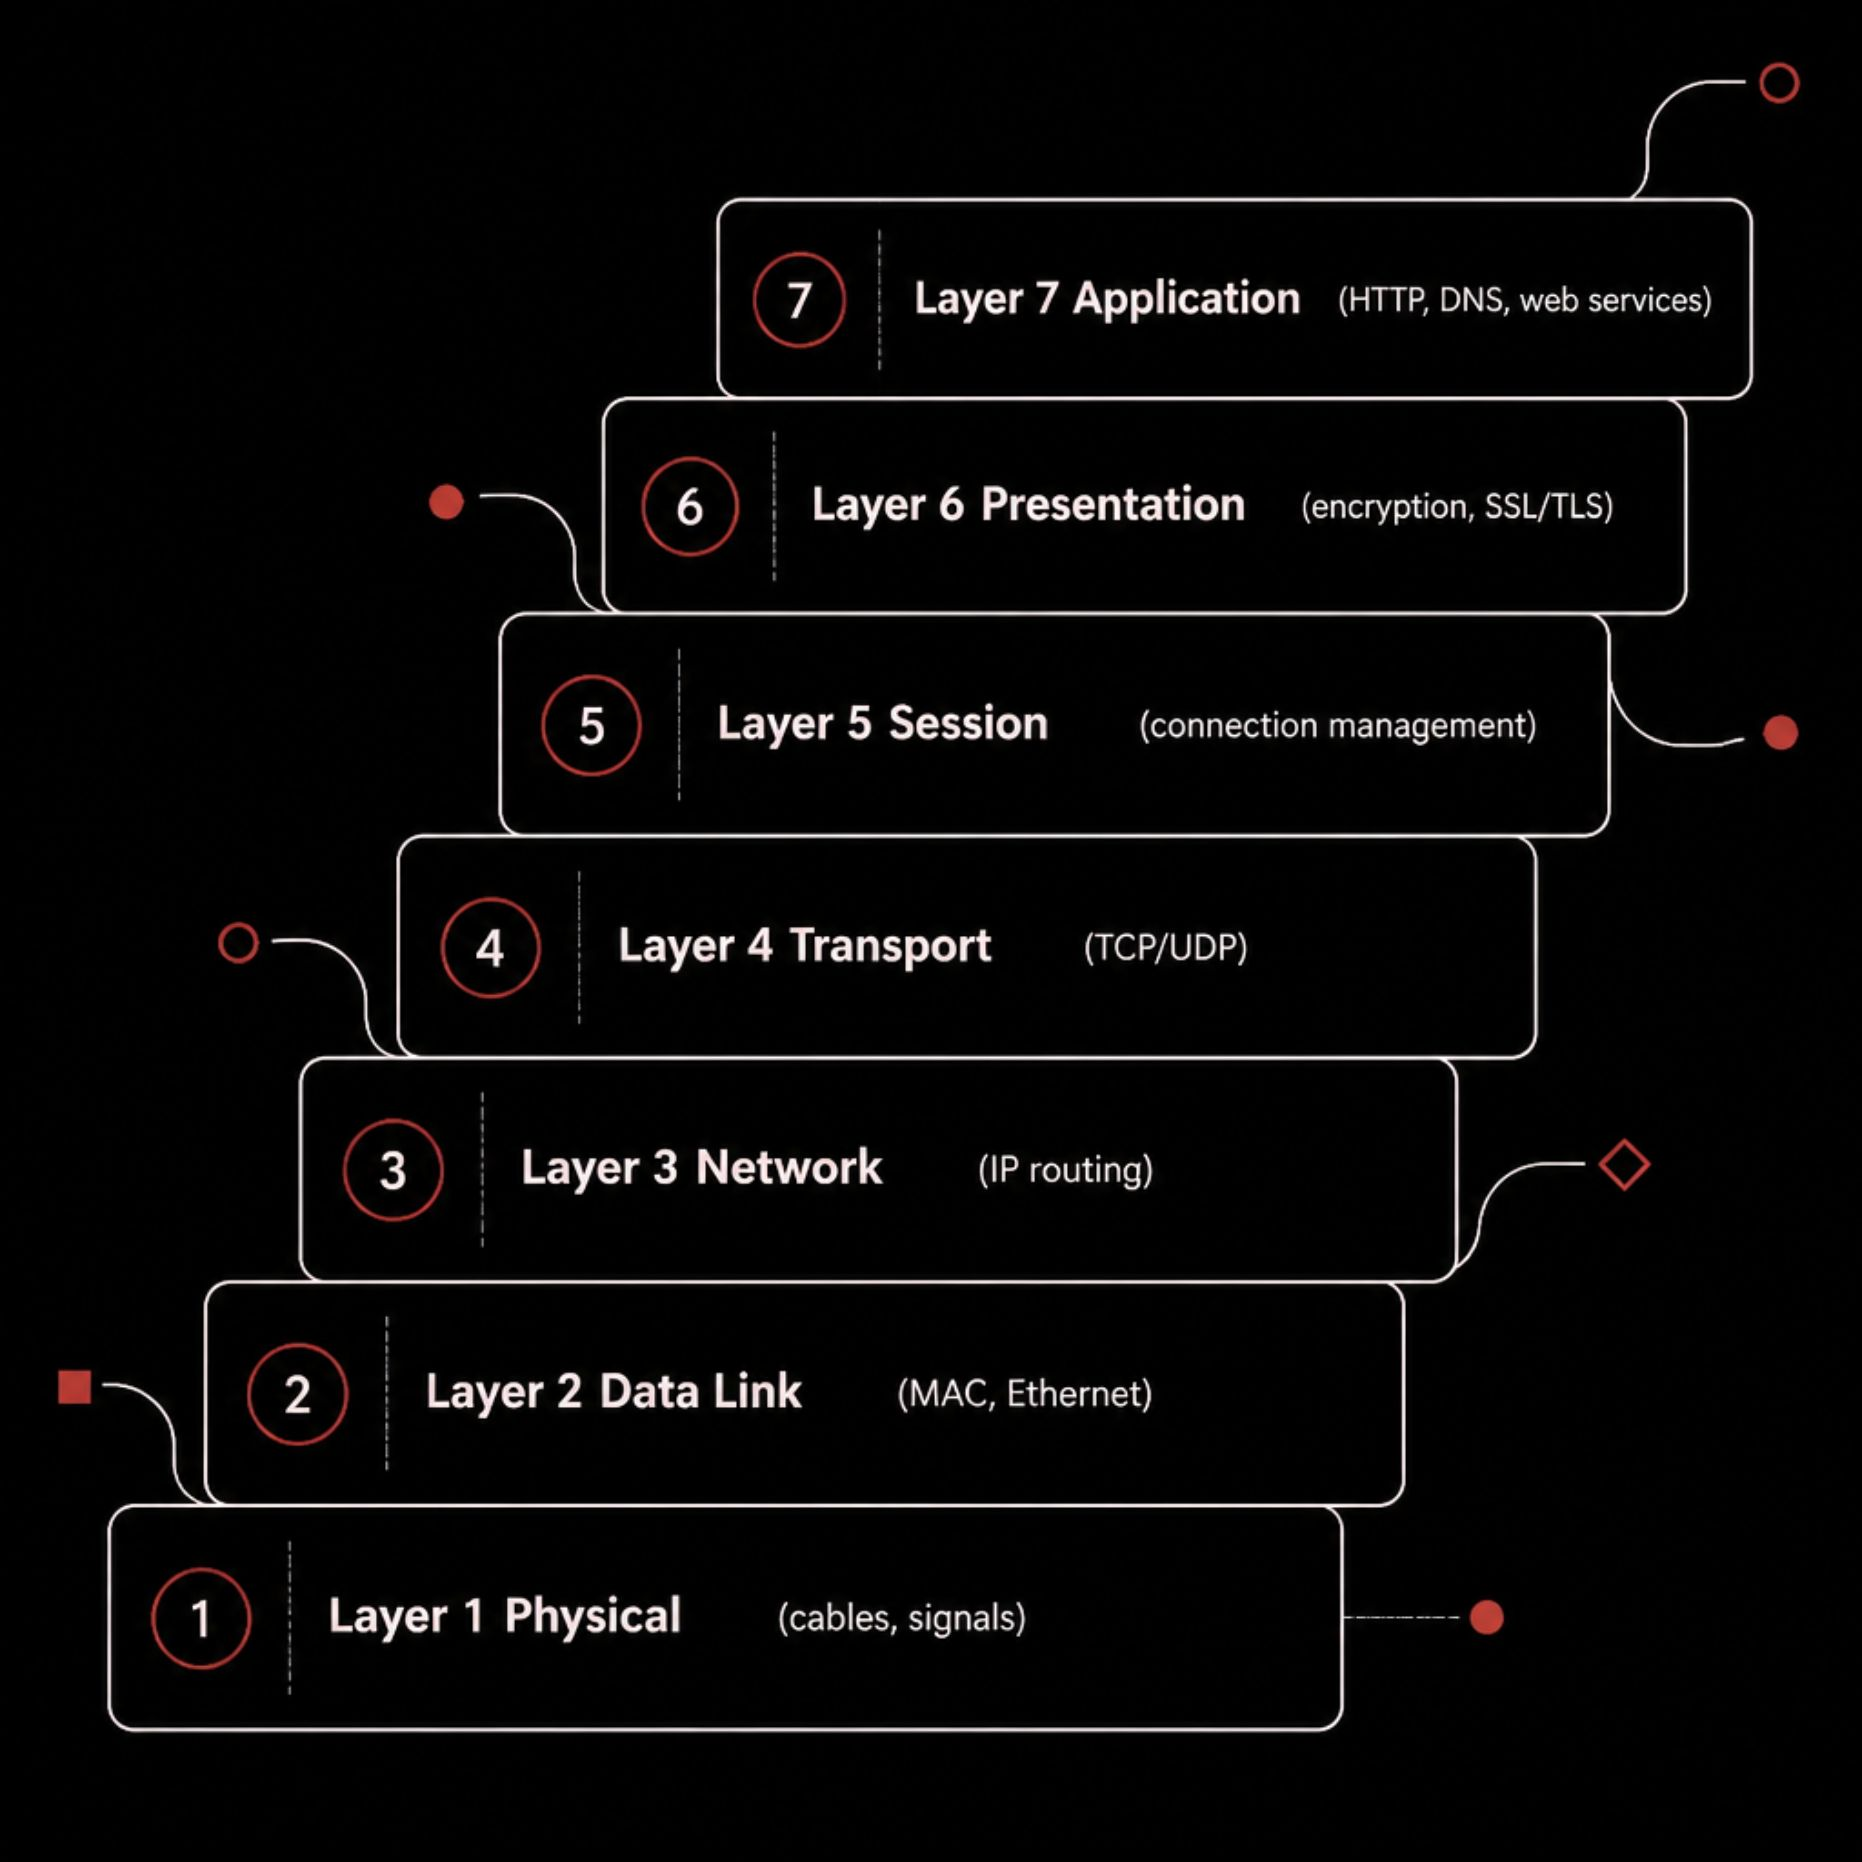 7 Layer 7 Application (HTTP, DNS, web services)
6 Layer 6 Presentation (encryption, SSL/TLS)
5 Layer 5 Session (connection management)
4 Layer 4 Transport (TCP/UDP)
3 Layer 3 Network (IP routing)
2 Layer 2 Data Link (MAC, Ethernet)
1 Layer 1 Physical (cables, signals)